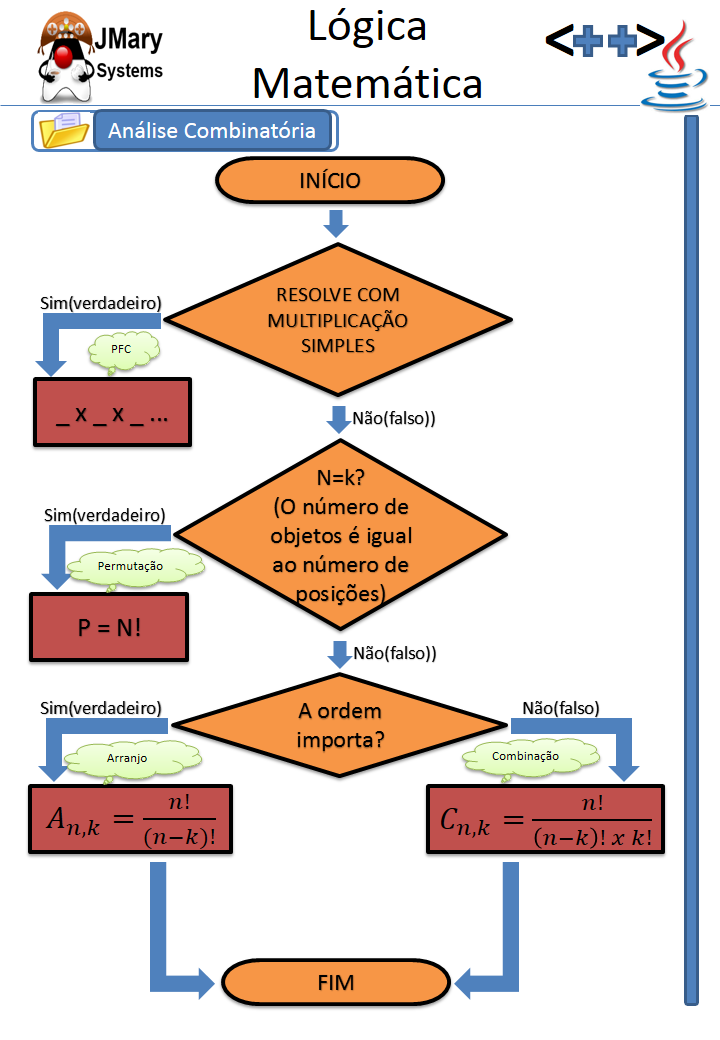 JMary
Systems
Lógica
Matemática
<++>
Análise Combinatória
INÍCIO
RESOLVE COM
MULTIPLICAÇÃO
SIMPLES
Sim(verdadeiro)
PFC
_ x _ x _ ...
Não(falso))
N=k?
(O número de
objetos é igual
ao número de
posições)
Sim(verdadeiro)
Permutação
P = N!
Não(falso))
A ordem
importa?
Sim(verdadeiro)
Arranjo
A_{n,k} = \frac{n!}{(n−k)!}
Não(falso)
Combinação
C_{n,k} = \frac{n!}{(n−k)! x k!}
FIM